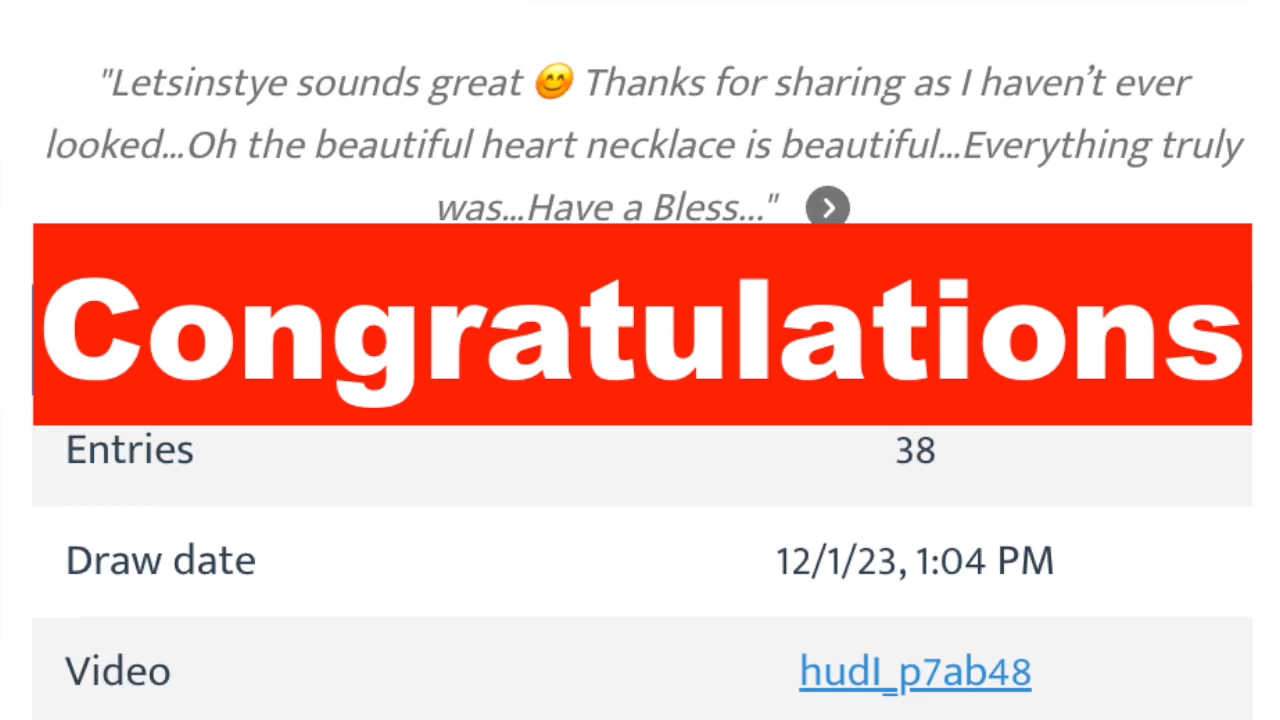 "Letsinstye sounds great 😊 Thanks for sharing as I haven’t ever
looked...Oh the beautiful heart necklace is beautiful...Everything truly
was...Have a Bless..."
Congratulations
Entries 38
Draw date 12/1/23, 1:04 PM
Video hudI_p7ab48